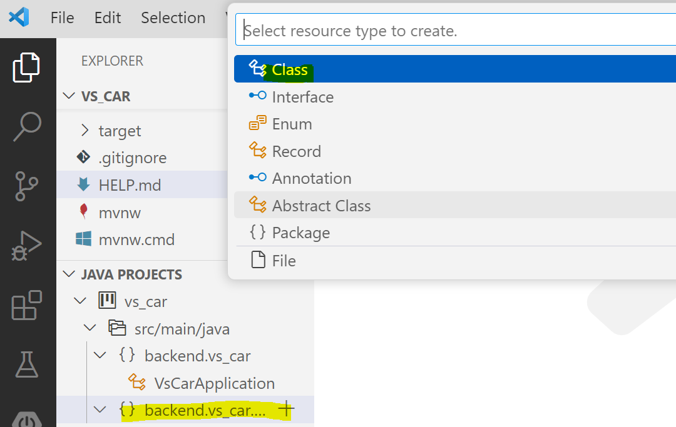 File Edit Selection
Select resource type to create.
EXPLORER
Class
VS_CAR
Interface
target
Enum
.gitignore
Record
HELP.md
Annotation
mvnw
Abstract Class
mvnw.cmd
{ } Package
File
JAVA PROJECTS
vs_car
src/main/java
{ } backend.vs_car
VsCarApplication
{ } backend.vs_car....